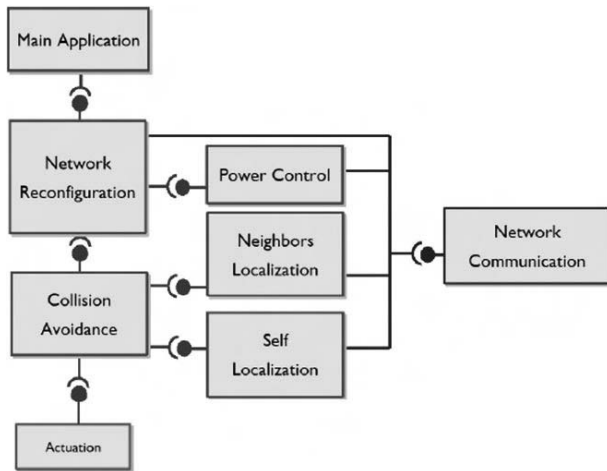 Main Application
Network
Reconfiguration
Power Control
Neighbors
Localization
Network
Communication
Collision
Avoidance
Self
Localization
Actuation